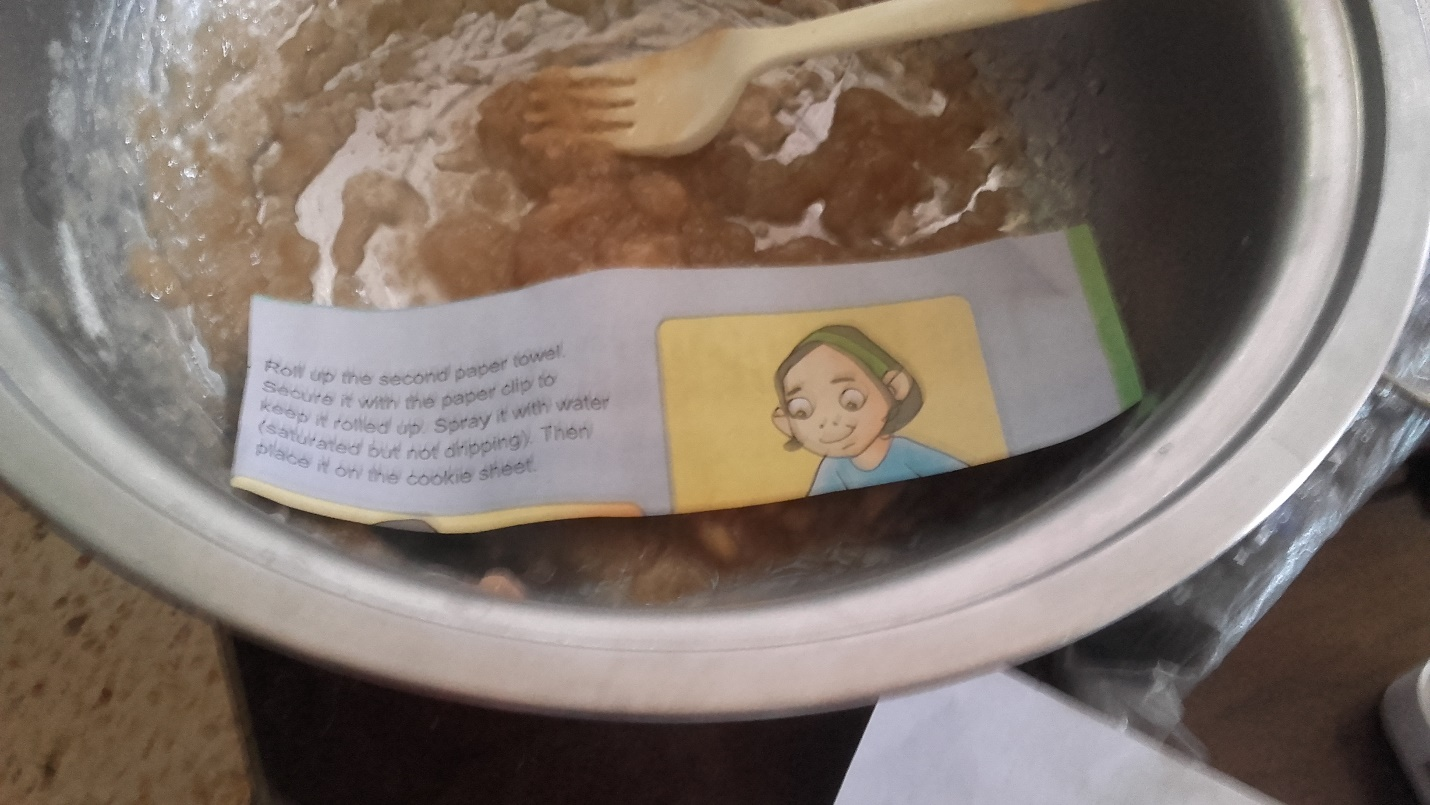 Roll up the second paper towel.
Secure it with the paper clip to
keep it rolled up. Spray it with water
(saturated but not dripping). Then
place it on the cookie sheet.